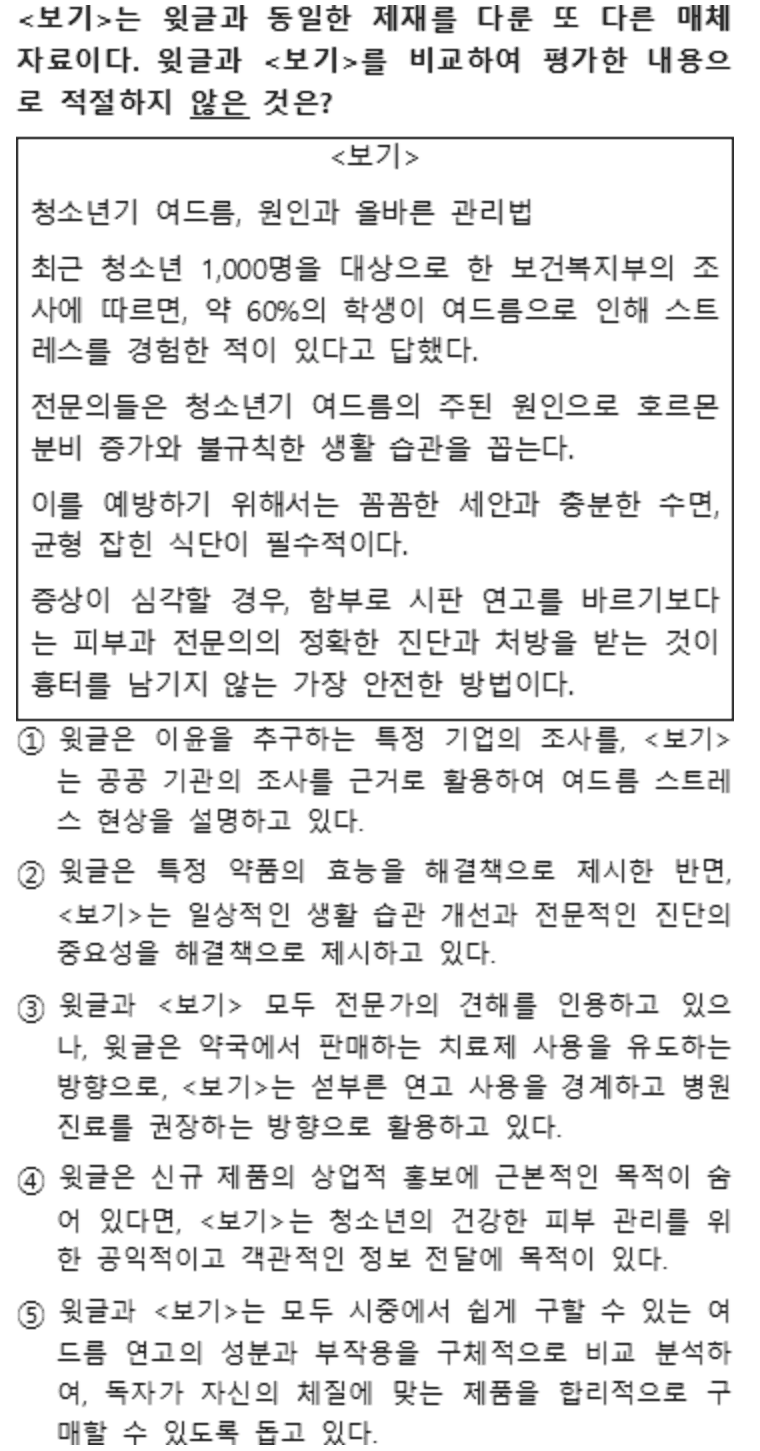 <보기>는 윗글과 동일한 제재를 다룬 또 다른 매체
자료이다. 윗글과 <보기>를 비교하여 평가한 내용으
로 적절하지 않은 것은?
<보기>
청소년기 여드름, 원인과 올바른 관리법
최근 청소년 1,000명을 대상으로 한 보건복지부의 조
사에 따르면, 약 60%의 학생이 여드름으로 인해 스트
레스를 경험한 적이 있다고 답했다.
전문의들은 청소년기 여드름의 주된 원인으로 호르몬
분비 증가와 불규칙한 생활 습관을 꼽는다.
이를 예방하기 위해서는 꼼꼼한 세안과 충분한 수면,
균형 잡힌 식단이 필수적이다.
증상이 심각할 경우, 함부로 시판 연고를 바르기보다
는 피부과 전문의의 정확한 진단과 처방을 받는 것이
흉터를 남기지 않는 가장 안전한 방법이다.
① 윗글은 이윤을 추구하는 특정 기업의 조사를, <보기>
는 공공 기관의 조사를 근거로 활용하여 여드름 스트레
스 현상을 설명하고 있다.
② 윗글은 특정 약품의 효능을 해결책으로 제시한 반면,
<보기>는 일상적인 생활 습관 개선과 전문적인 진단의
중요성을 해결책으로 제시하고 있다.
③ 윗글과 <보기> 모두 전문가의 견해를 인용하고 있으
나, 윗글은 약국에서 판매하는 치료제 사용을 유도하는
방향으로, <보기>는 섣부른 연고 사용을 경계하고 병원
진료를 권장하는 방향으로 활용하고 있다.
④ 윗글은 신규 제품의 상업적 홍보에 근본적인 목적이 숨
어 있다면, <보기>는 청소년의 건강한 피부 관리를 위
한 공익적이고 객관적인 정보 전달에 목적이 있다.
⑤ 윗글과 <보기>는 모두 시중에서 쉽게 구할 수 있는 여
드름 연고의 성분과 부작용을 구체적으로 비교 분석하
여, 독자가 자신의 체질에 맞는 제품을 합리적으로 구
매할 수 있도록 돕고 있다.